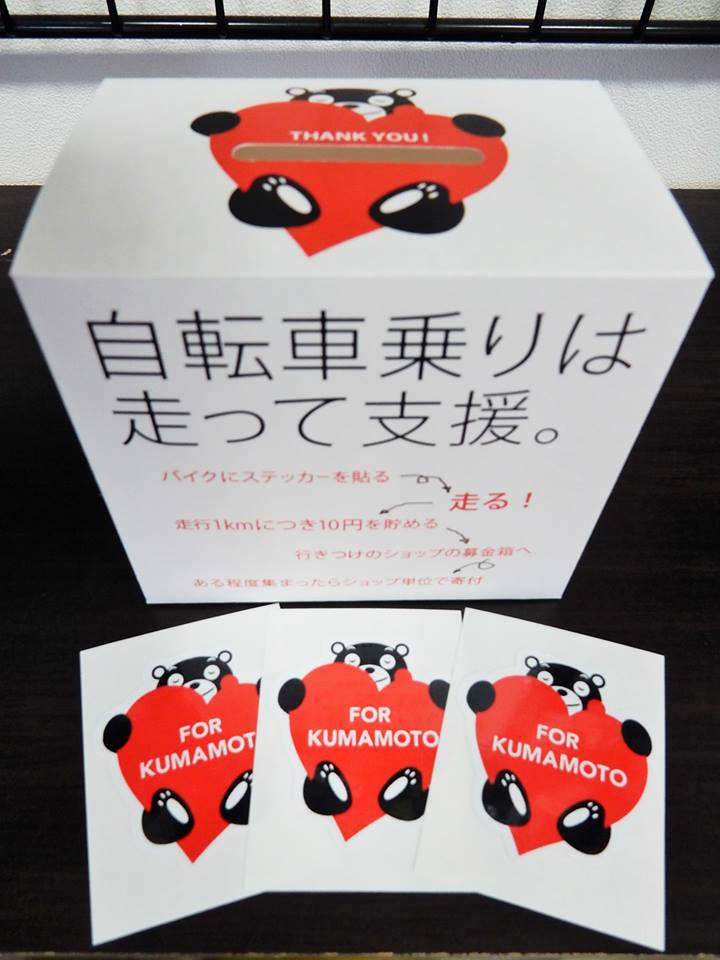 THANK YOU!
自転車乗りは
走って支援。
バイクにステッカーを貼る
走る!
走行1kmにつき10円を貯める
行きつけのショップの募金箱へ
ある程度集まったらショップ単位で寄付
FOR
KUMAMOT
FOR
KUMAMOTO
FOR
KUMAMOTO